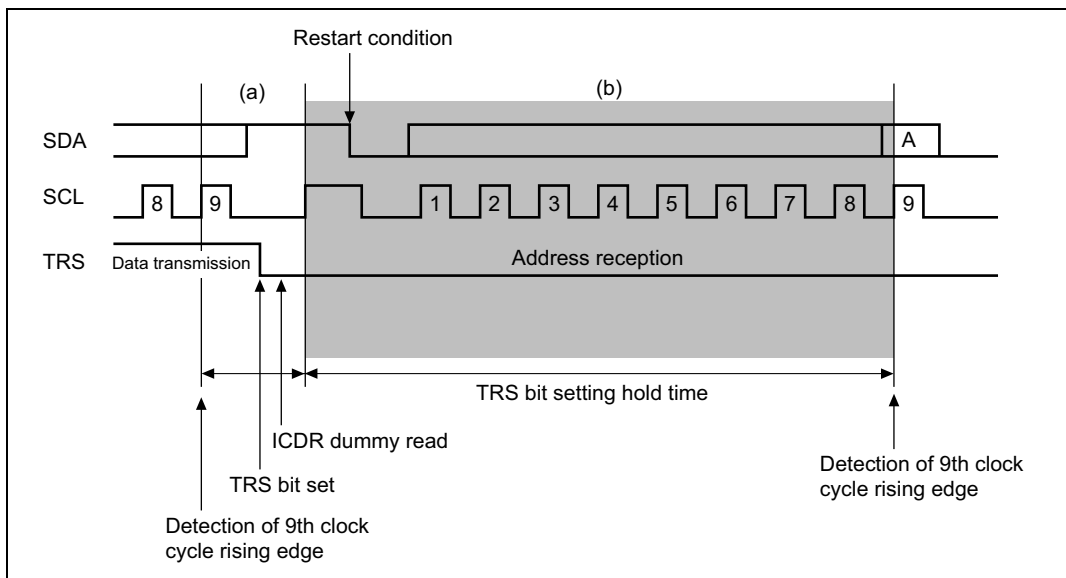 Restart condition
(a)
(b)
SDA
A
SCL
8
9
1
2
3
4
5
6
7
8
9
TRS
Data transmission
Address reception
TRS bit setting hold time
ICDR dummy read
TRS bit set
Detection of 9th clock
cycle rising edge
Detection of 9th clock
cycle rising edge